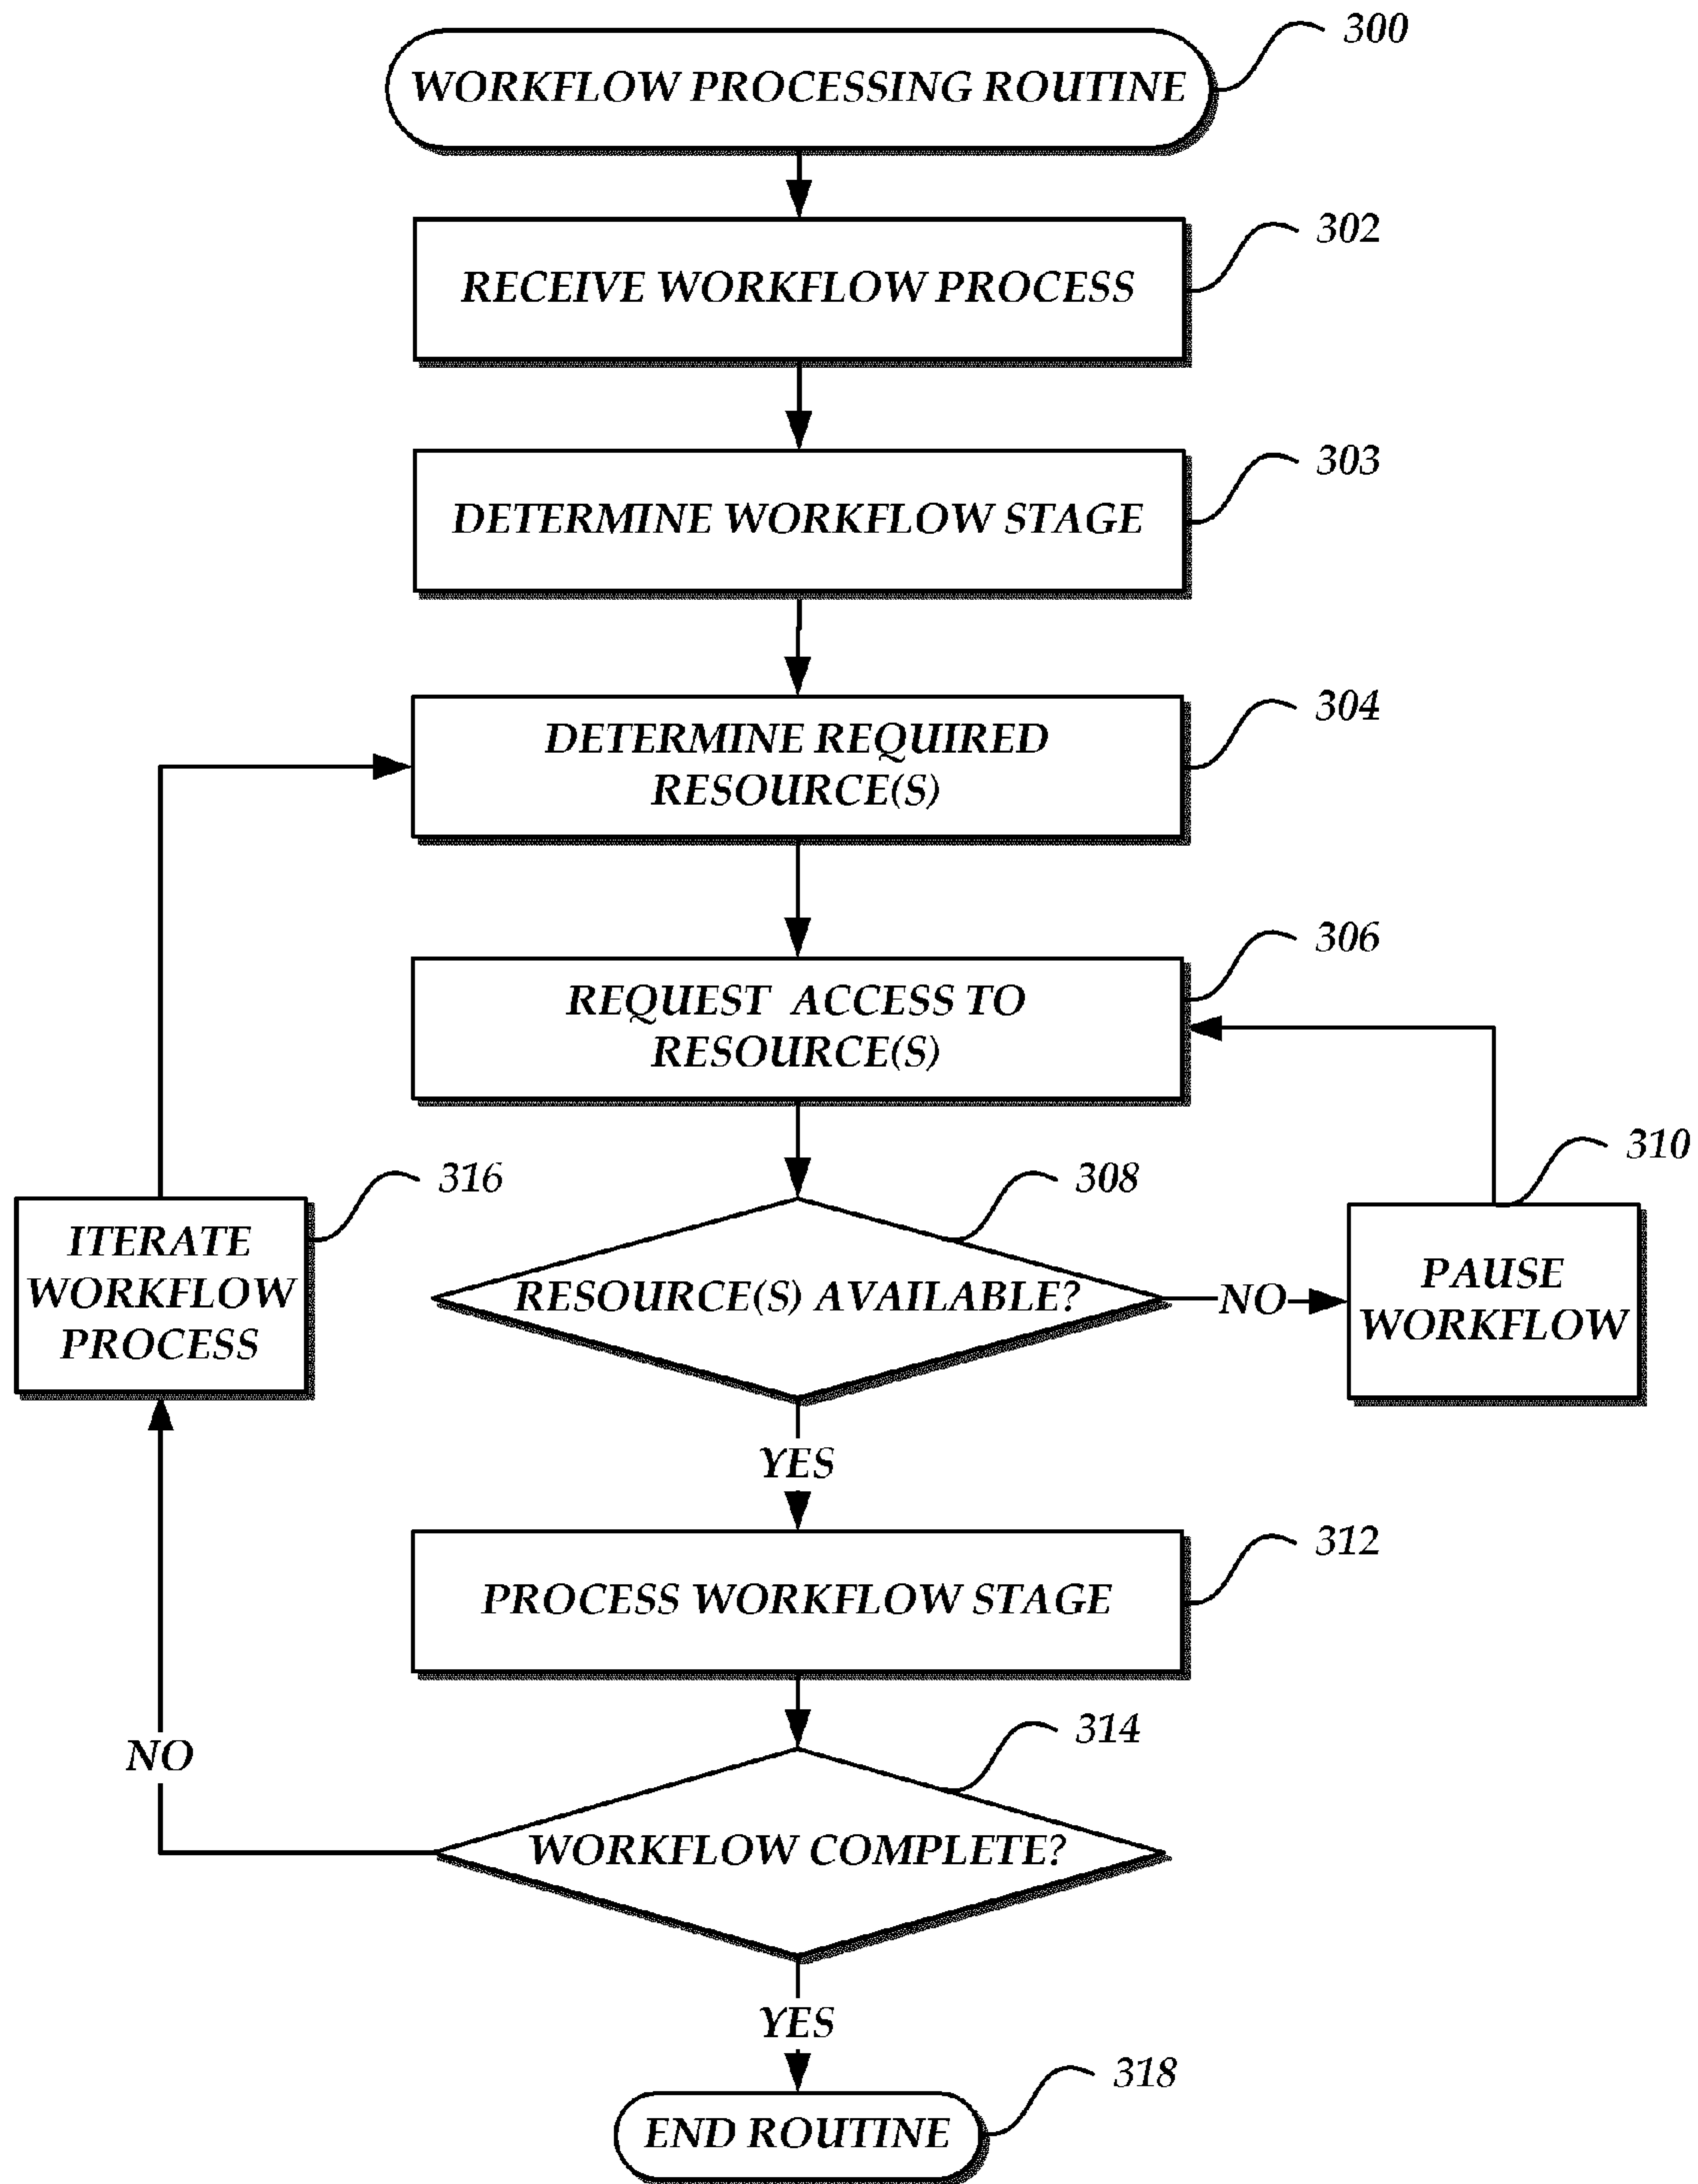 300
WORKFLOW PROCESSING ROUTINE
302
RECEIVE WORKFLOW PROCESS
303
DETERMINE WORKFLOW STAGE
304
DETERMINE REQUIRED
RESOURCE(S)
306
REQUEST ACCESS TO
RESOURCE(S)
310
316
308
ITERATE
WORKFLOW
PROCESS
RESOURCE(S) AVAILABLE?
NO
PAUSE
WORKFLOW
YES
312
PROCESS WORKFLOW STAGE
314
NO
WORKFLOW COMPLETE?
YES
318
END ROUTINE